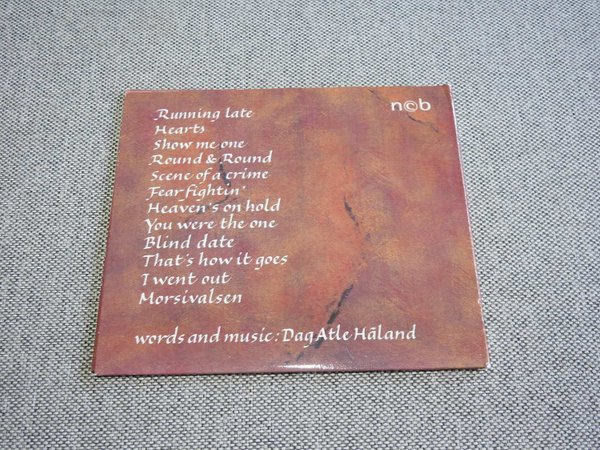 n©b
Running late
Hearts
Show me one
Round & Round
Scene of a crime
Fear fightin'
Heaven's on hold
You were the one
Blind date
That's how it goes
I went out
Morsivalsen
words and music: Dag Atle Håland